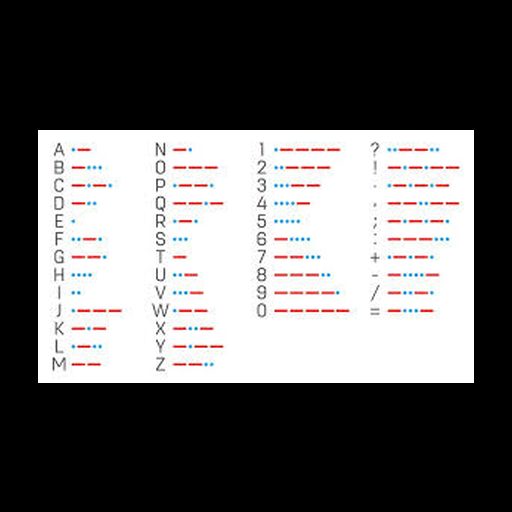 A N 1 ?
B O 2 !
C P 3 .
D Q 4 ,
E R 5 ;
F S 6 :
G T 7 +
H U 8 -
I V 9 /
J W 0 =
K X
L Y
M Z